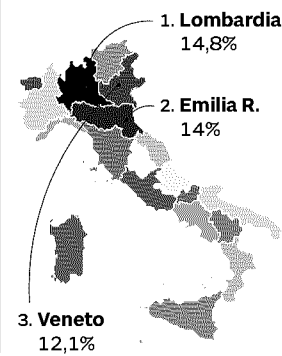 1. Lombardia
14,8%
2. Emilia R.
14%
3. Veneto
12,1%